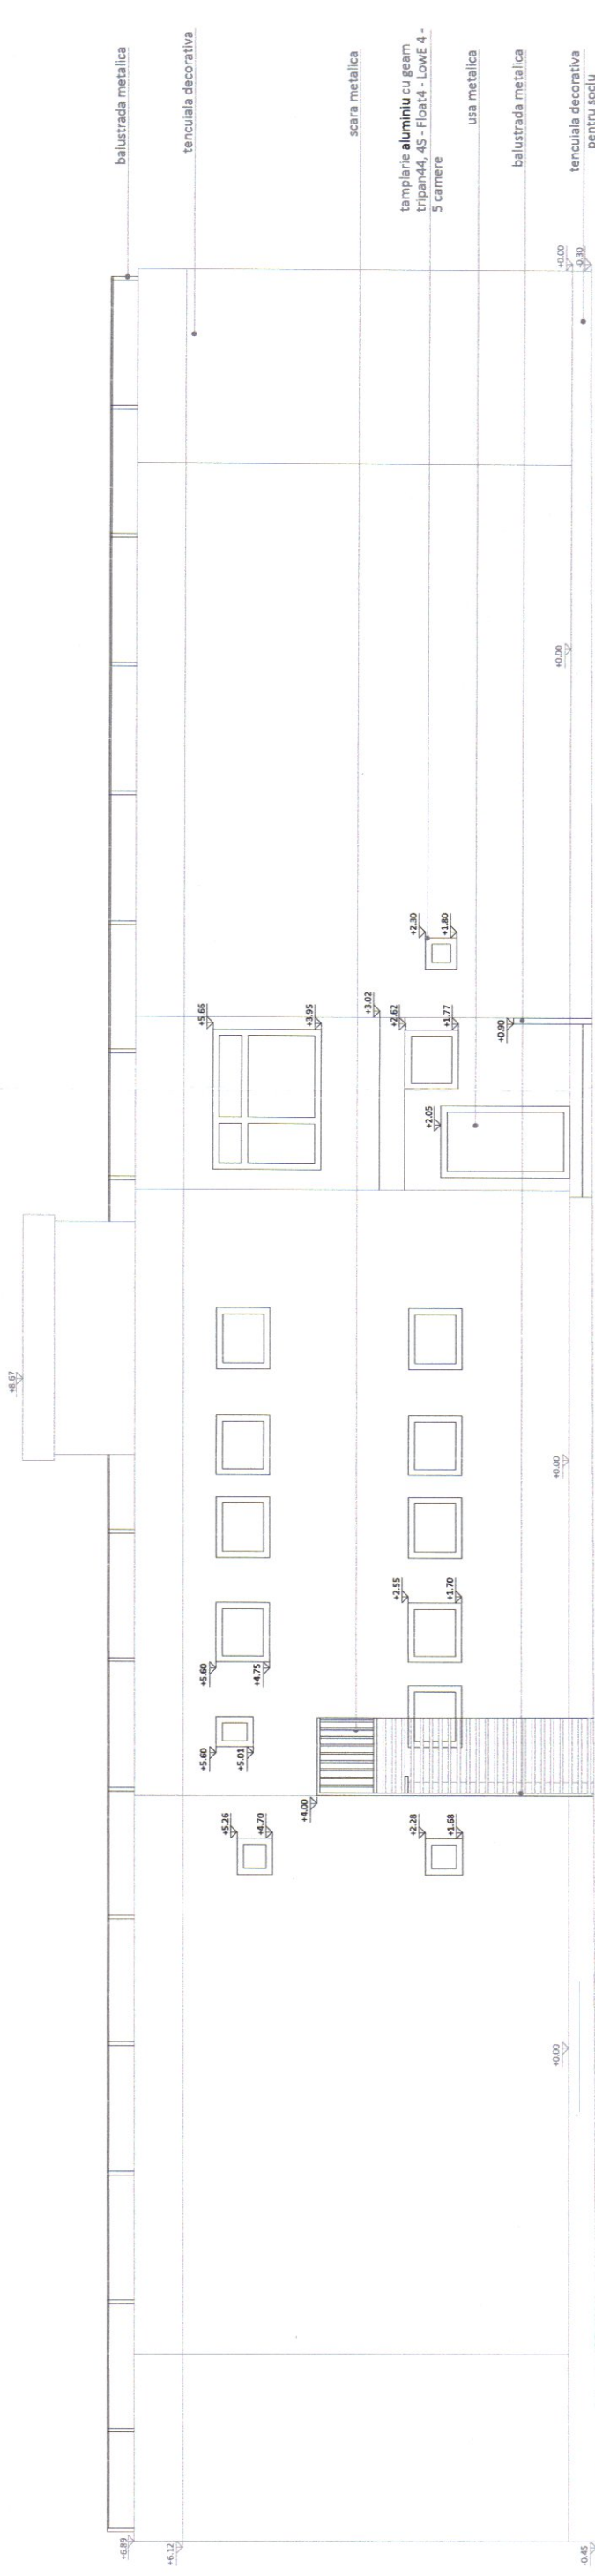 balustrada metalica
tencuiala decorativa
scara metalica
tamplarie aluminiu cu geam
tripan44, 4S - Float4 - LowE 4 -
5 camere
usa metalica
balustrada metalica
tencuiala decorativa
pentru soclu
+0.00
-0.30
+0.00
+2.30
+1.80
+5.66
+3.95
+3.02
+2.62
+1.77
+0.90
+2.05
+8.67
+0.00
+2.55
+1.70
+5.60
+4.75
+5.60
+5.01
+4.00
+5.26
+4.70
+2.28
+1.68
+0.00
+6.89
+6.12
-0.45